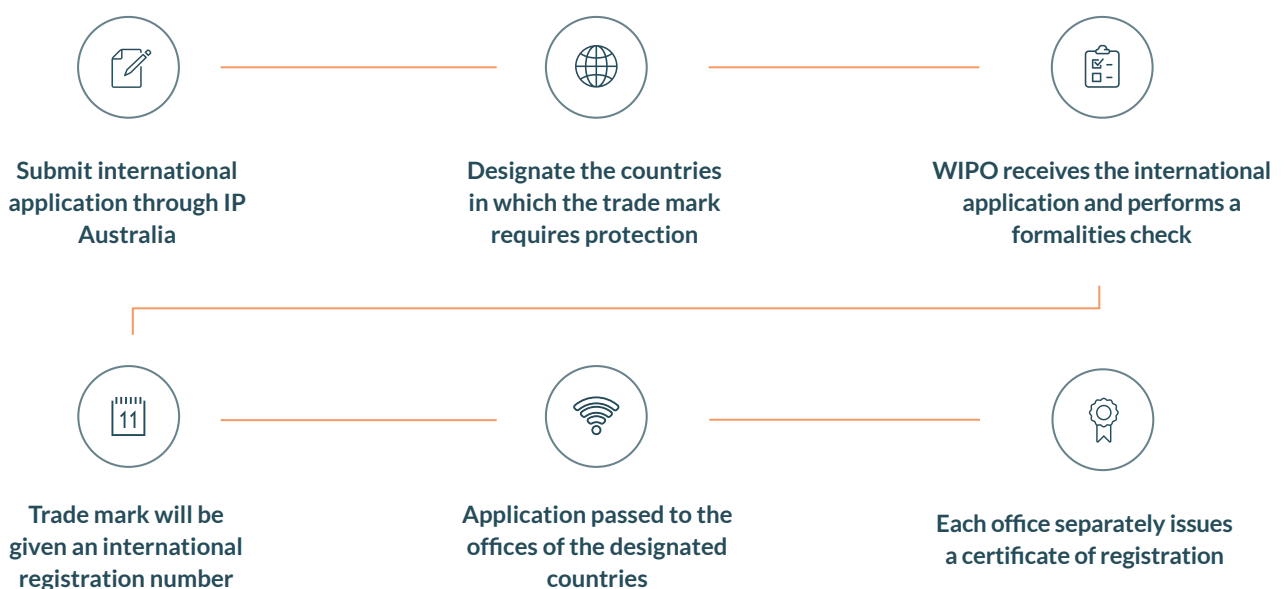 Submit international
application through IP
Australia
Designate the countries
in which the trade mark
requires protection
WIPO receives the international
application and performs a
formalities check
11
Trade mark will be
given an international
registration number
Application passed to the
offices of the designated
countries
Each office separately issues
a certificate of registration